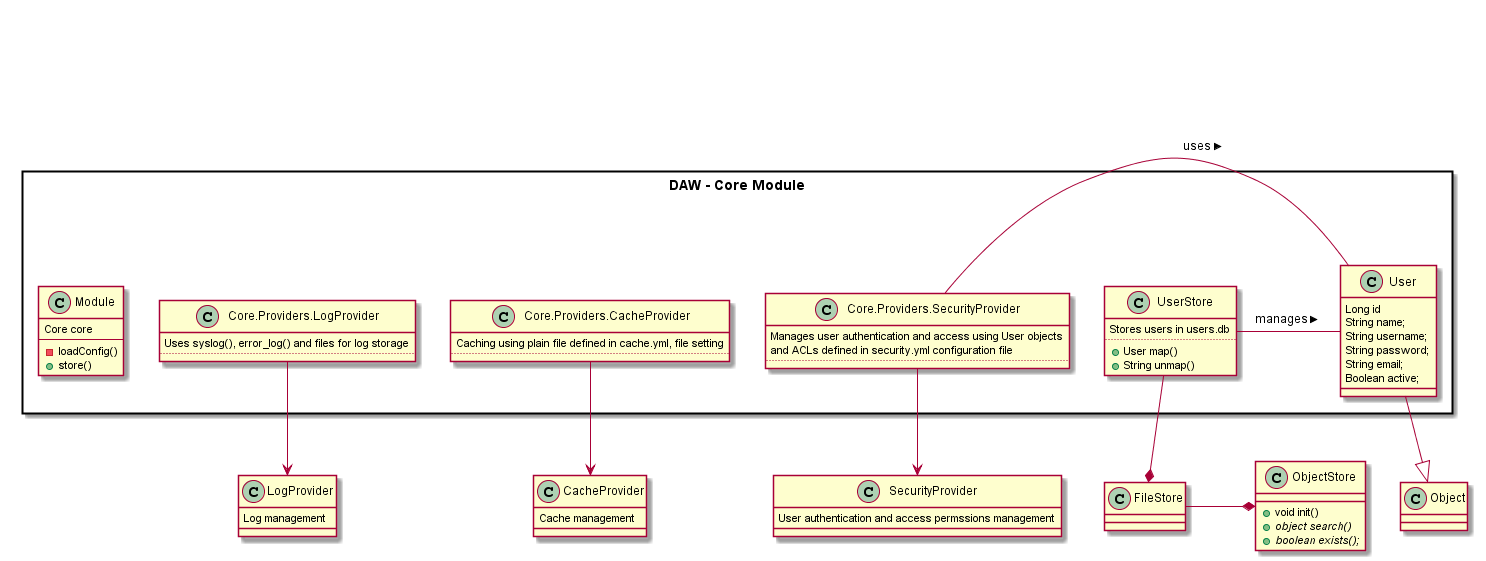 uses ▶
DAW - Core Module
C Module
Core core
loadConfig()
store()
C Core.Providers.LogProvider
Uses syslog(), error_log() and files for log storage
C Core.Providers.CacheProvider
Caching using plain file defined in cache.yml, file setting
C Core.Providers.SecurityProvider
Manages user authentication and access using User objects
and ACLs defined in security.yml configuration file
C UserStore
Stores users in users.db
User map()
String unmap()
manages ▶
C User
Long id
String name;
String username;
String password;
String email;
Boolean active;
C LogProvider
Log management
C CacheProvider
Cache management
C SecurityProvider
User authentication and access permssions management
C FileStore
C ObjectStore
void init()
object search()
boolean exists();
C Object